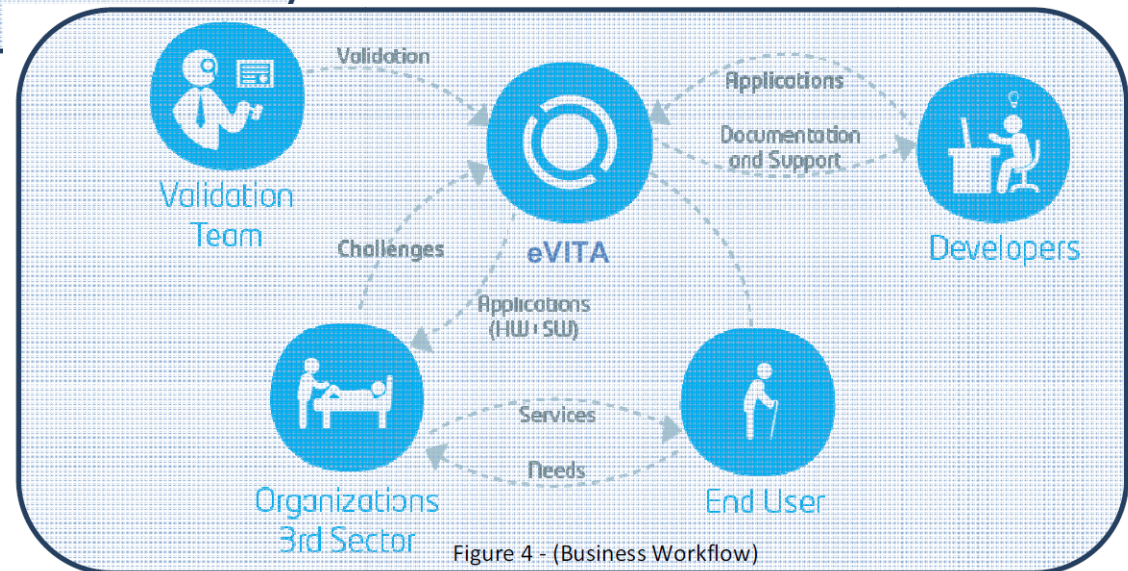 Validation
Applications
Documentation
and Support
Validation
Team
eVITA
Developers
Challenges
Applications
(HW+SW)
Services
Needs
Organizations
3rd Sector
End User
Figure 4 - (Business Workflow)